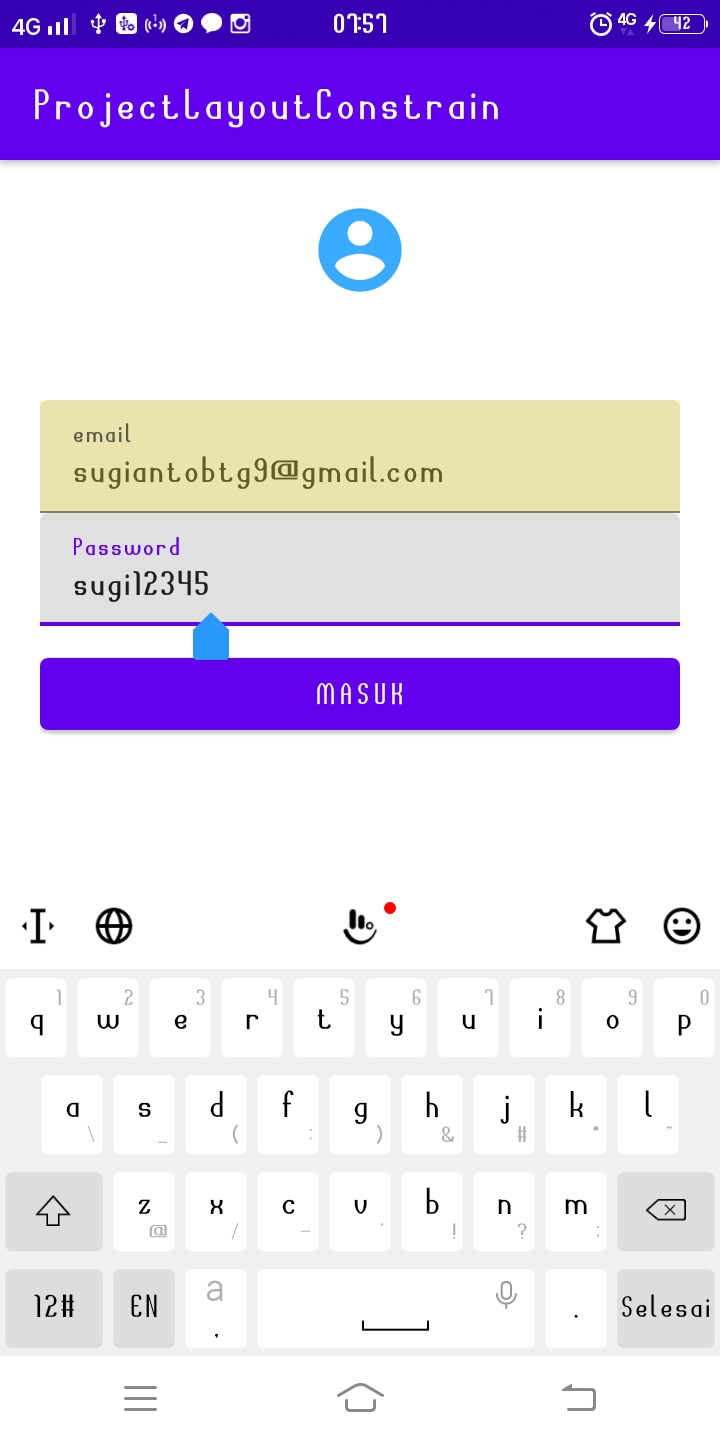 4G 07:57 4G 42
ProjectLayoutConstrain
email
sugiantobtg9@gmail.com
Password
sugi12345
MASUK
1 2 3 4 5 6 7 8 9 0
q w e r t y u i o p
a s d f g h j k l
\ _ ( : ) & # * "
z x c v b n m
@ / - ' ! ? ;
12# EN a , . Selesai